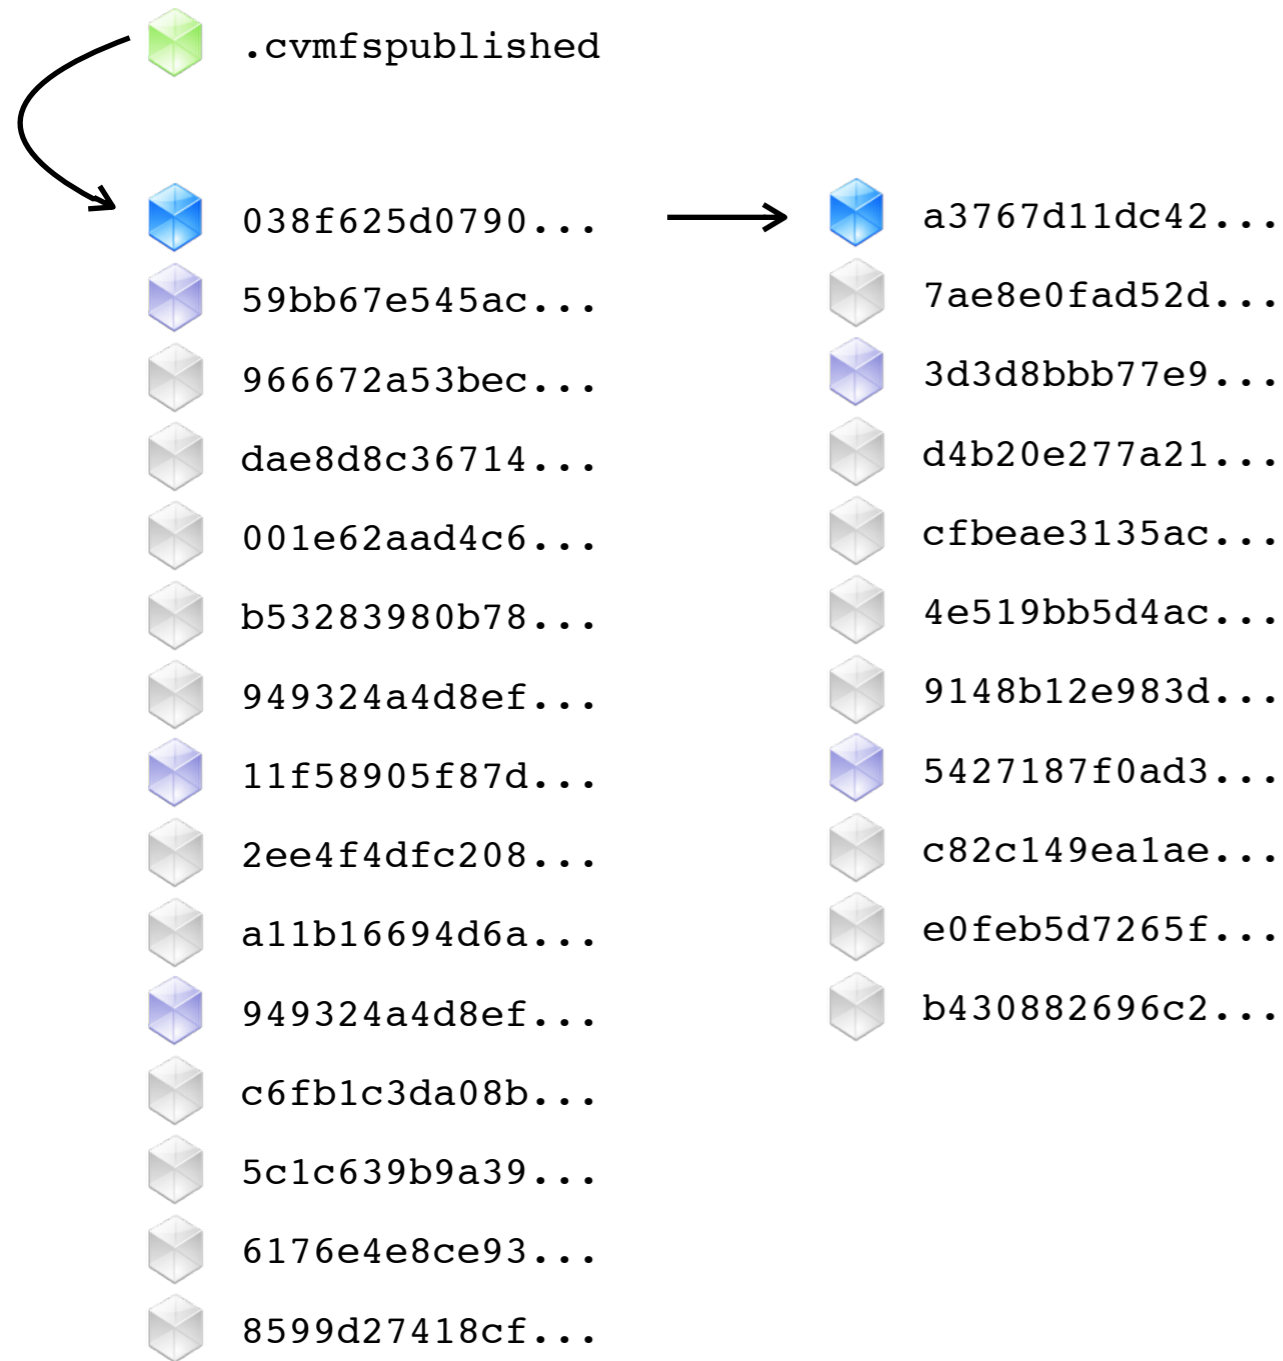 .cvmfspublished
038f625d0790...
59bb67e545ac...
966672a53bec...
dae8d8c36714...
001e62aad4c6...
b53283980b78...
949324a4d8ef...
11f58905f87d...
2ee4f4dfc208...
a11b16694d6a...
949324a4d8ef...
c6fb1c3da08b...
5c1c639b9a39...
6176e4e8ce93...
8599d27418cf...
a3767d11dc42...
7ae8e0fad52d...
3d3d8bbb77e9...
d4b20e277a21...
cfbeae3135ac...
4e519bb5d4ac...
9148b12e983d...
5427187f0ad3...
c82c149ea1ae...
e0feb5d7265f...
b430882696c2...